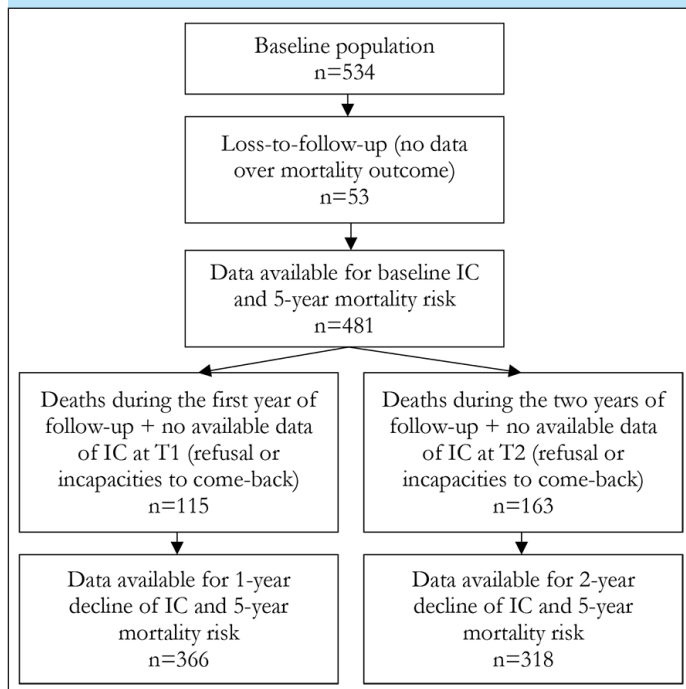 Baseline population
n=534
Loss-to-follow-up (no data
over mortality outcome)
n=53
Data available for baseline IC
and 5-year mortality risk
n=481
Deaths during the first year of
follow-up + no available data
of IC at T1 (refusal or
incapacities to come-back)
n=115
Deaths during the two years of
follow-up + no available data
of IC at T2 (refusal or
incapacities to come-back)
n=163
Data available for 1-year
decline of IC and 5-year
mortality risk
n=366
Data available for 2-year
decline of IC and 5-year
mortality risk
n=318